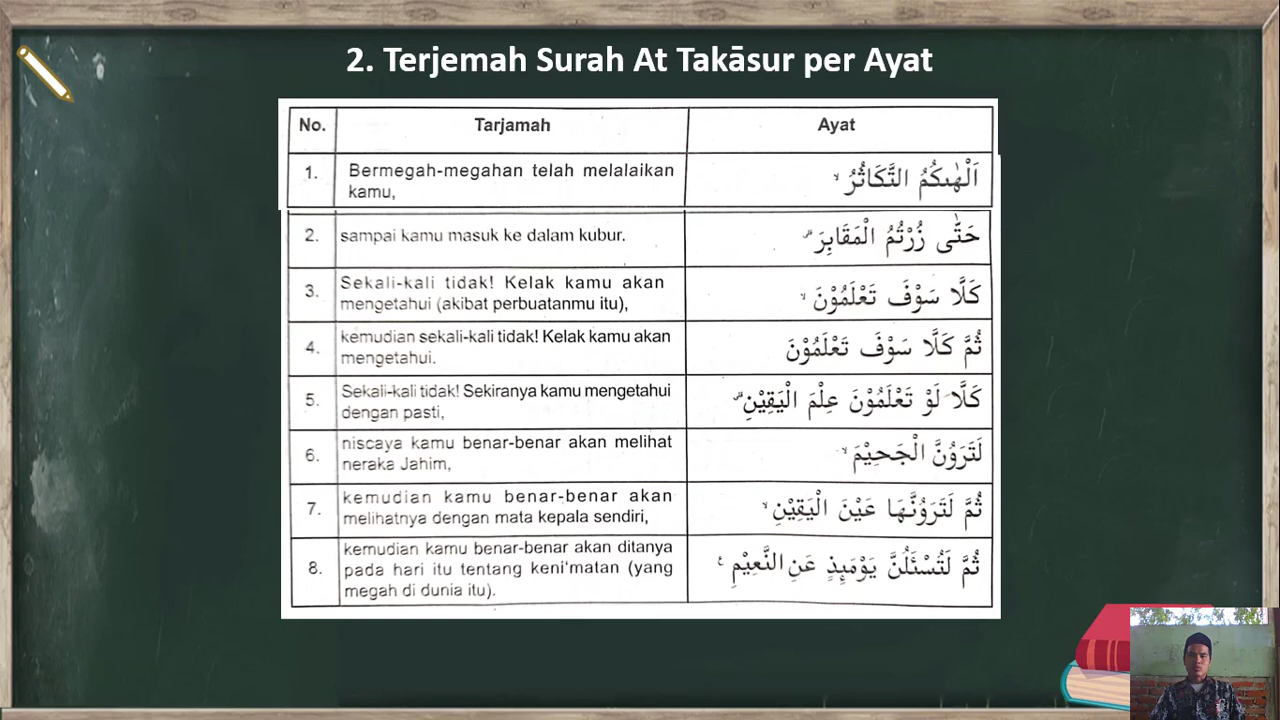 2. Terjemah Surah At Takāsur per Ayat
No. Tarjamah Ayat
1. Bermegah-megahan telah melalaikan
kamu,
اَلْهٰىكُمُ التَّكَاثُرُۙ
2. sampai kamu masuk ke dalam kubur.
حَتّٰى زُرْتُمُ الْمَقَابِرَۗ
3. Sekali-kali tidak! Kelak kamu akan
mengetahui (akibat perbuatanmu itu),
كَلَّا سَوْفَ تَعْلَمُوْنَۙ
4. kemudian sekali-kali tidak! Kelak kamu akan
mengetahui.
ثُمَّ كَلَّا سَوْفَ تَعْلَمُوْنَ
5. Sekali-kali tidak! Sekiranya kamu mengetahui
dengan pasti,
كَلَّا لَوْ تَعْلَمُوْنَ عِلْمَ الْيَقِيْنِۗ
6. niscaya kamu benar-benar akan melihat
neraka Jahim,
لَتَرَوُنَّ الْجَحِيْمَۙ
7. kemudian kamu benar-benar akan
melihatnya dengan mata kepala sendiri,
ثُمَّ لَتَرَوُنَّهَا عَيْنَ الْيَقِيْنِۙ
8. kemudian kamu benar-benar akan ditanya
pada hari itu tentang keni‘matan (yang
megah di dunia itu).
ثُمَّ لَتُسْـَٔلُنَّ يَوْمَىِٕذٍ عَنِ النَّعِيْمِ ࣖ